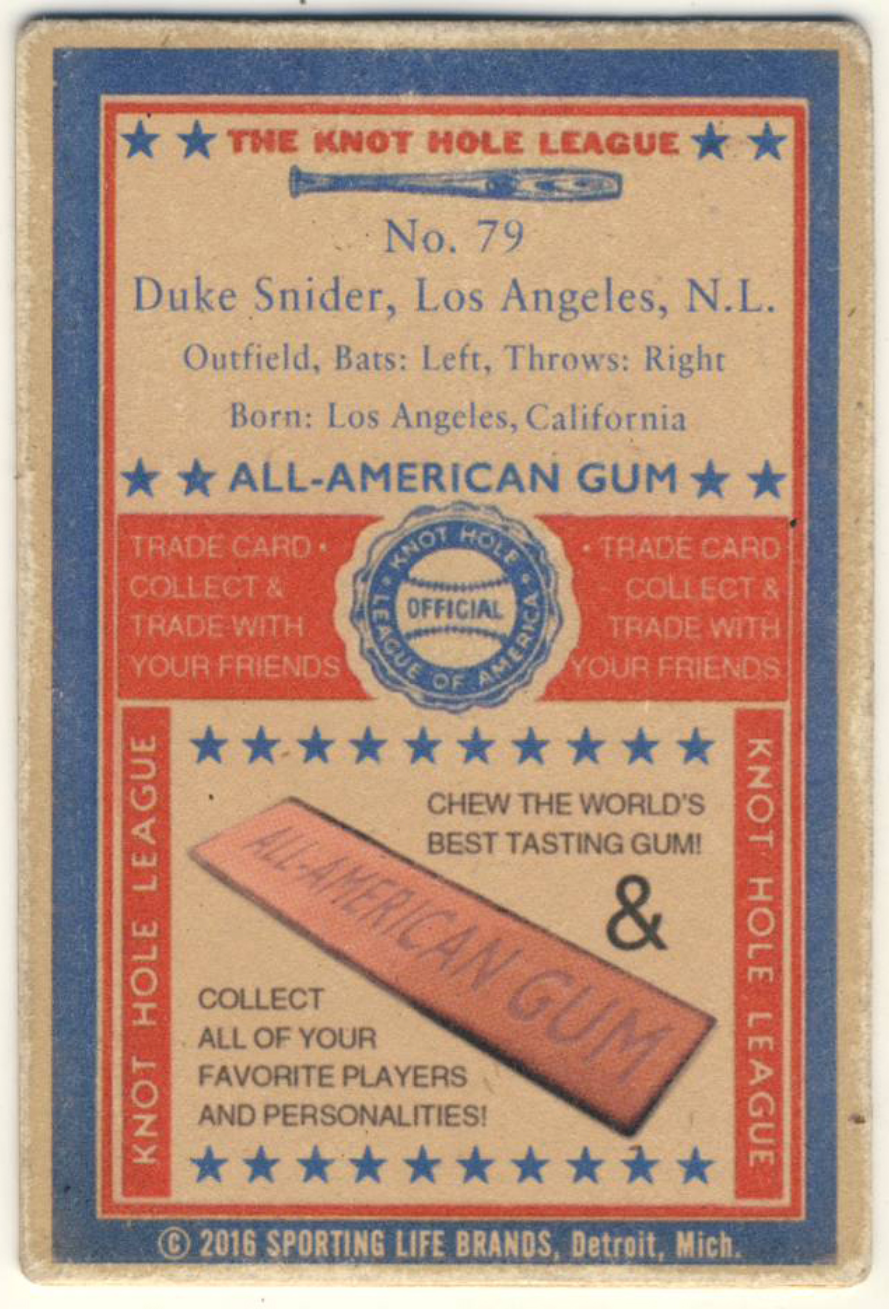 THE KNOT HOLE LEAGUE
No. 79
Duke Snider, Los Angeles, N.L.
Outfield, Bats: Left, Throws: Right
Born: Los Angeles, California
ALL-AMERICAN GUM
TRADE CARD •
COLLECT &
TRADE WITH
YOUR FRIENDS
KNOT HOLE
LEAGUE OF AMERICA
OFFICIAL
• TRADE CARD
COLLECT &
TRADE WITH
YOUR FRIENDS
KNOT HOLE LEAGUE
CHEW THE WORLD'S
BEST TASTING GUM!
&
ALL-AMERICAN GUM
COLLECT
ALL OF YOUR
FAVORITE PLAYERS
AND PERSONALITIES!
KNOT HOLE LEAGUE
© 2016 SPORTING LIFE BRANDS, Detroit, Mich.